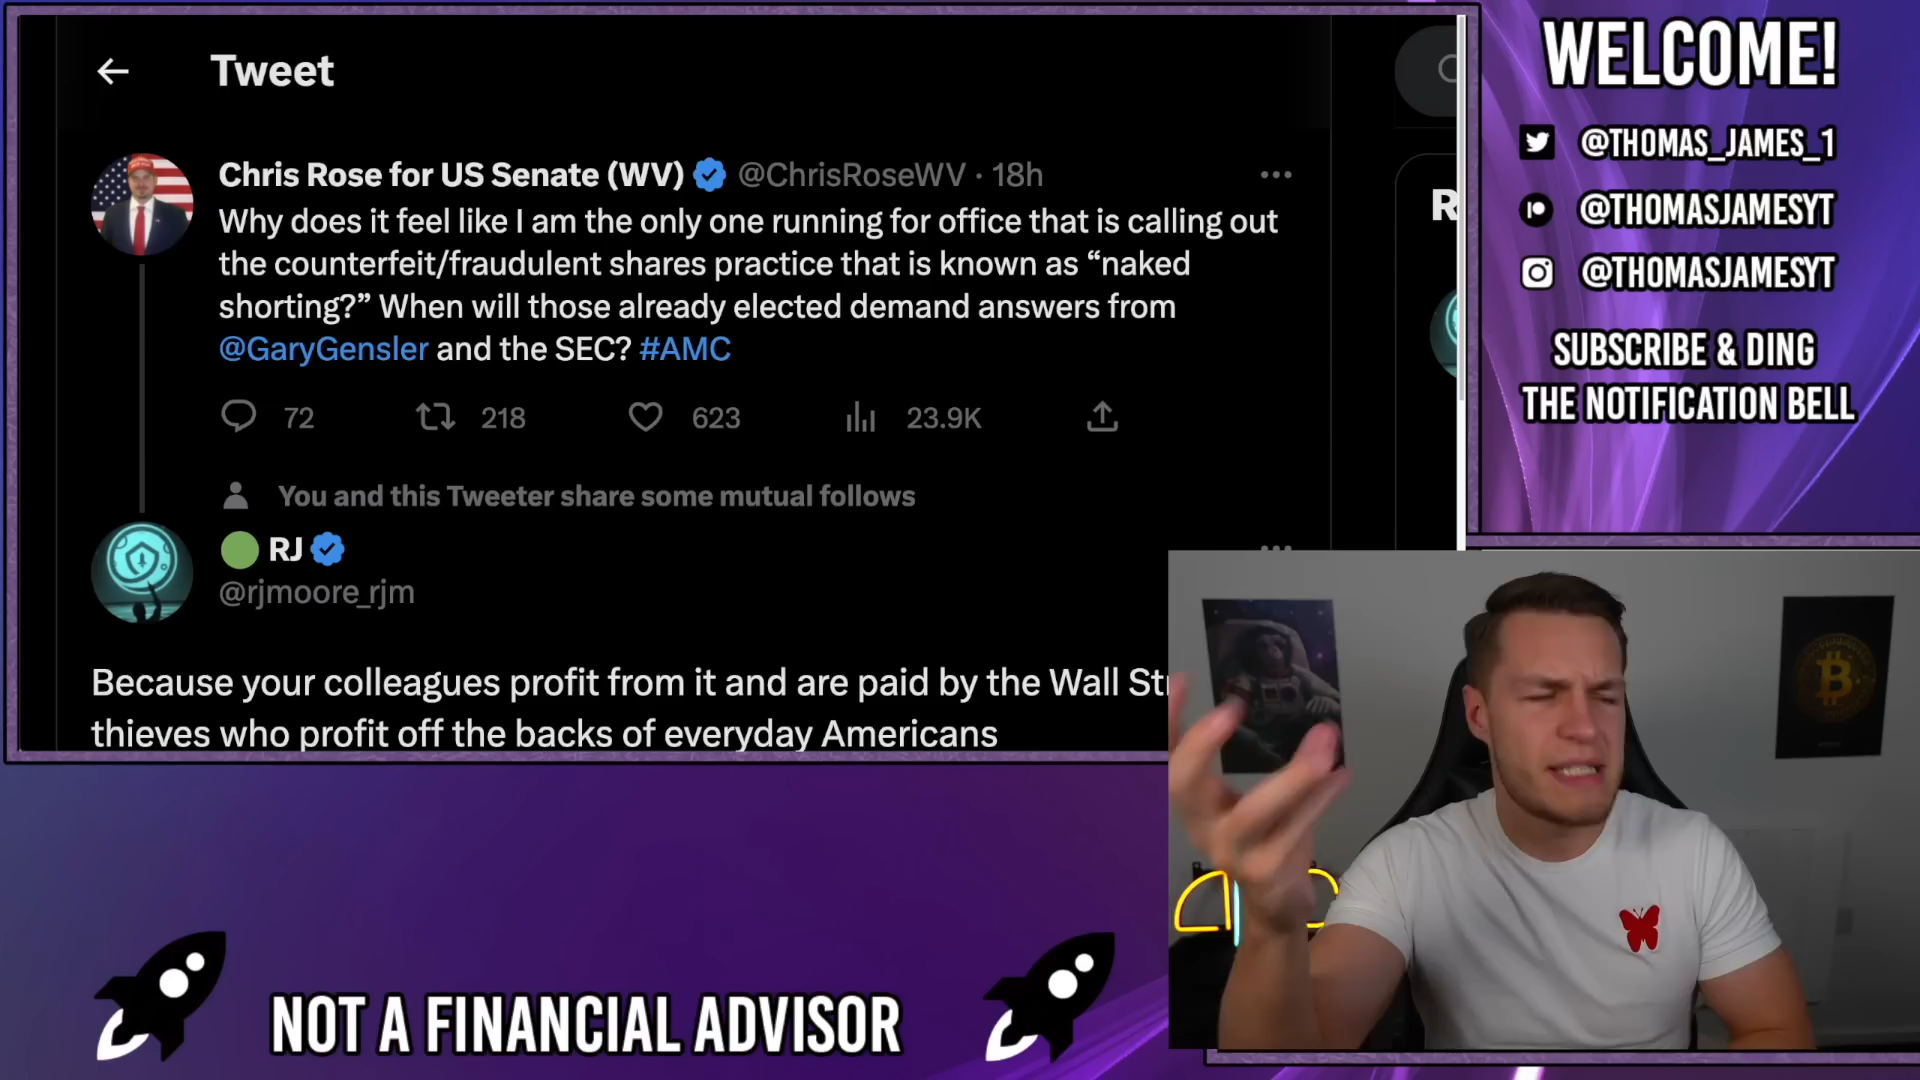 Tweet
Chris Rose for US Senate (WV) @ChrisRoseWV · 18h
Why does it feel like I am the only one running for office that is calling out
the counterfeit/fraudulent shares practice that is known as “naked
shorting?” When will those already elected demand answers from
@GaryGensler and the SEC? #AMC
72 218 623 23.9K
You and this Tweeter share some mutual follows
RJ
@rjmoore_rjm
Because your colleagues profit from it and are paid by the Wall
thieves who profit off the backs of everyday Americans
WELCOME!
@THOMAS_JAMES_1
@THOMASJAMESYT
@THOMASJAMESYT
SUBSCRIBE & DING
THE NOTIFICATION BELL
NOT A FINANCIAL ADVISOR